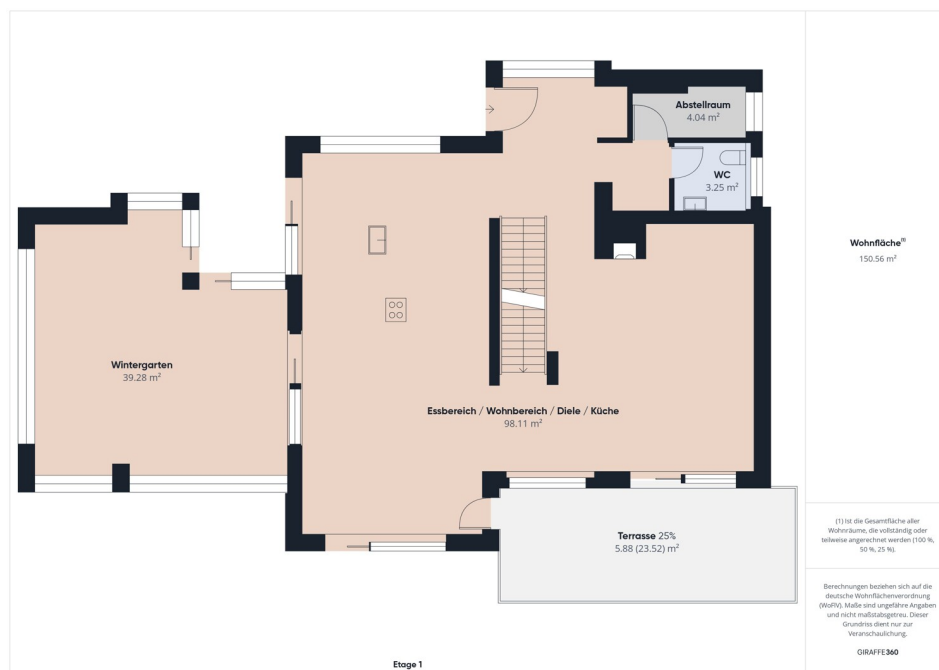 Abstellraum
4.04 m²
WC
3.25 m²
Wintergarten
39.28 m²
Essbereich / Wohnbereich / Diele / Küche
98.11 m²
Terrasse 25%
5.88 (23.52) m²
Etage 1
Wohnfläche⁽¹⁾
150.56 m²
(1) Ist die Gesamtfläche aller
Wohnräume, die vollständig oder
teilweise angerechnet werden (100 %,
50 %, 25 %).
Berechnungen beziehen sich auf die
deutsche Wohnflächenverordnung
(WoFlV). Maße sind ungefähre Angaben
und nicht maßstabsgetreu. Dieser
Grundriss dient nur zur
Veranschaulichung.
GIRAFFE360